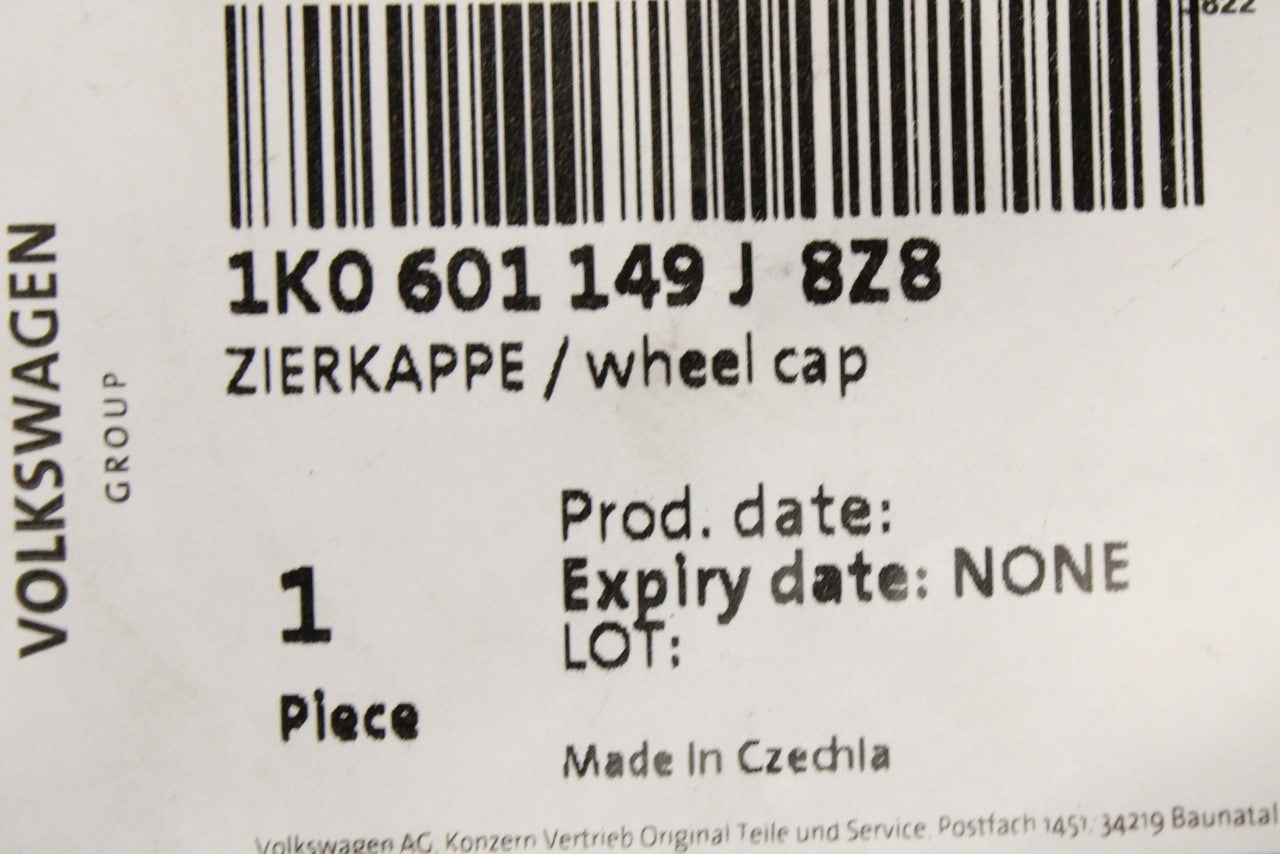 1K0 601 149 J 8Z8
ZIERKAPPE / wheel cap
VOLKSWAGEN
GROUP
Prod. date:
Expiry date: NONE
LOT:
1
Piece
Made In Czechia
Volkswagen AG, Konzern Vertrieb Original Teile und Service, Postfach 1451, 34219 Baunatal